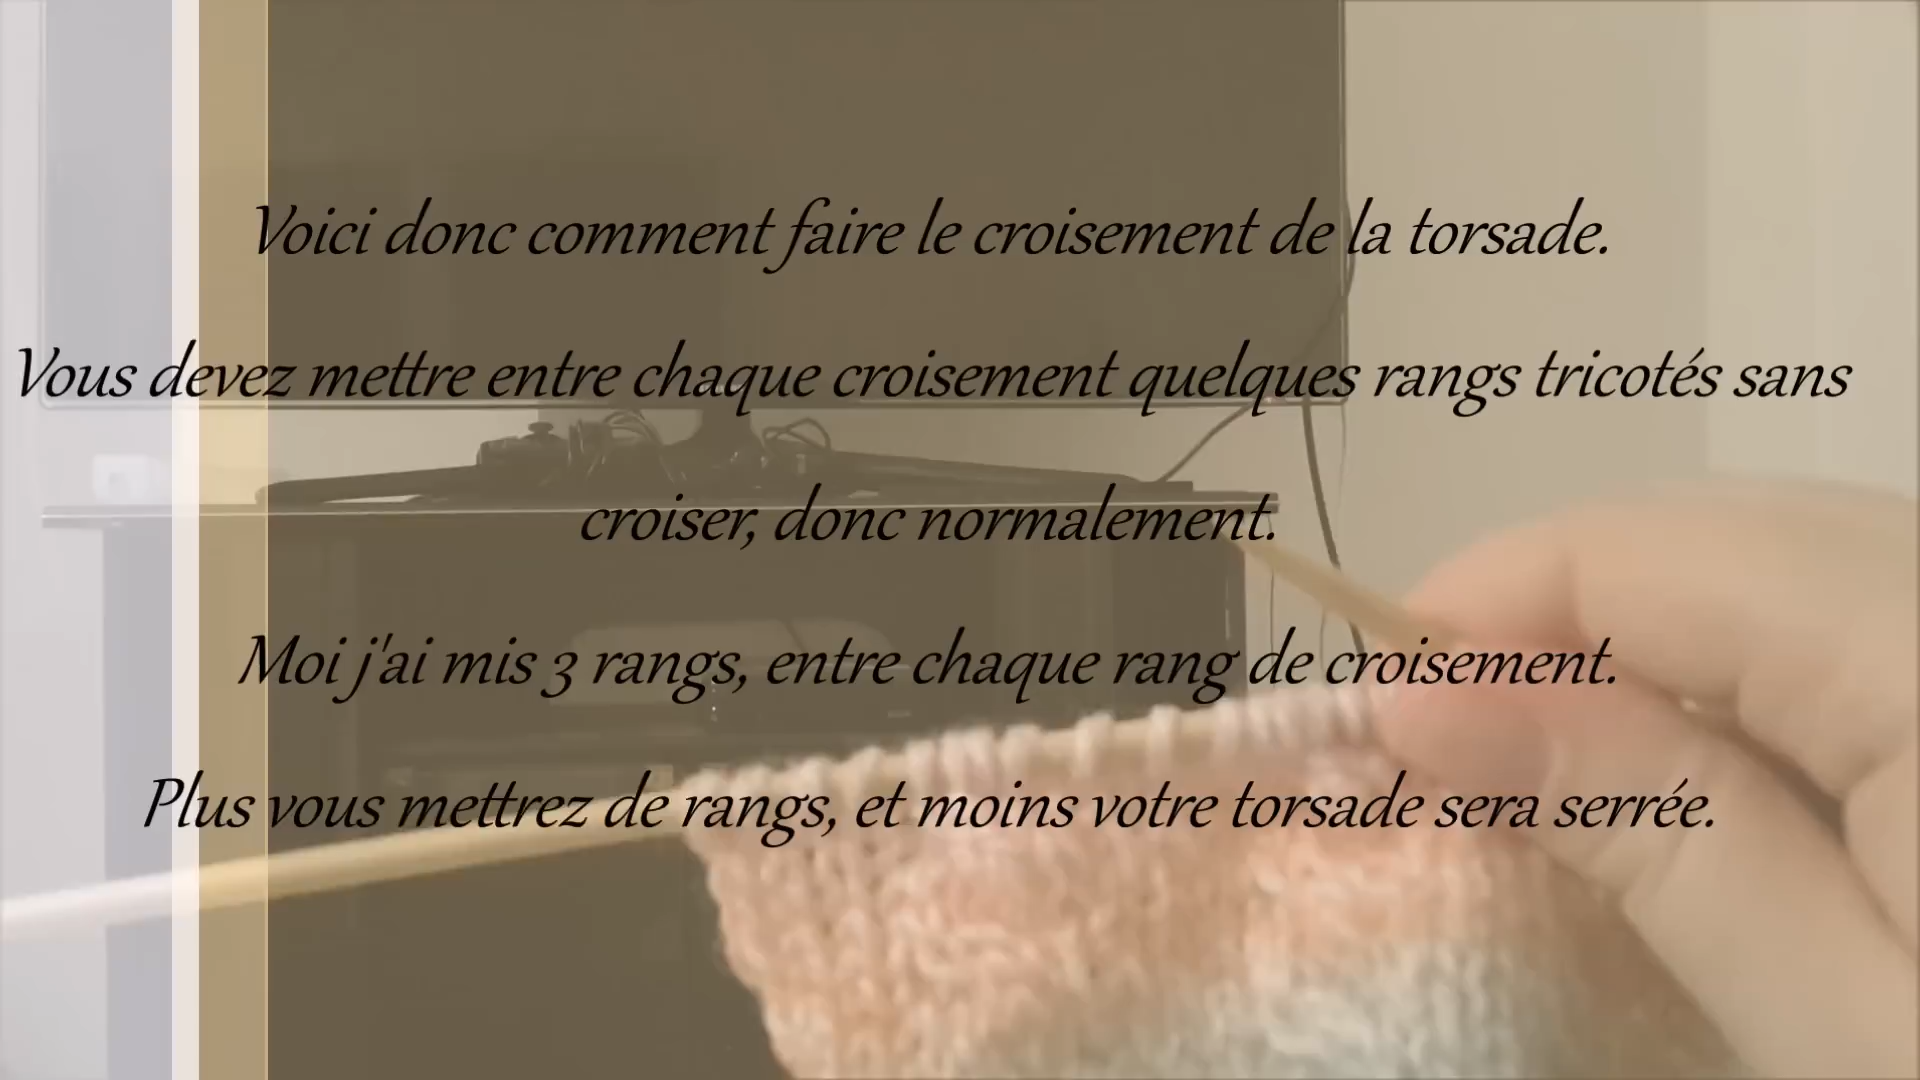 Voici donc comment faire le croisement de la torsade.
Vous devez mettre entre chaque croisement quelques rangs tricotés sans
croiser, donc normalement.
Moi j'ai mis 3 rangs, entre chaque rang de croisement.
Plus vous mettrez de rangs, et moins votre torsade sera serrée.